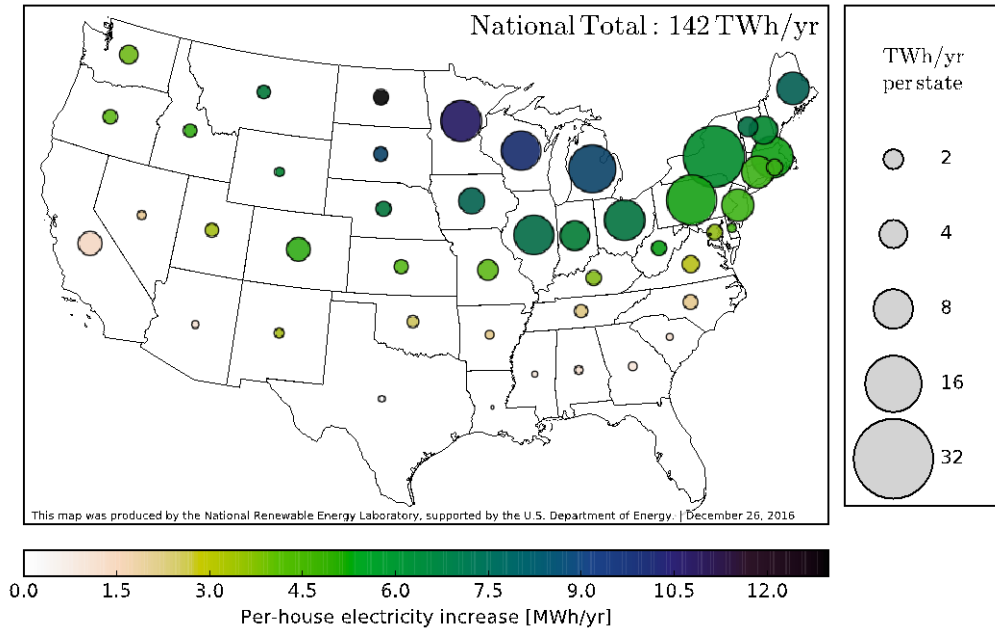 National Total : 142 TWh/yr
TWh/yr
per state
2
4
8
16
32
This map was produced by the National Renewable Energy Laboratory, supported by the U.S. Department of Energy. | December 26, 2016
0.0 1.5 3.0 4.5 6.0 7.5 9.0 10.5 12.0
Per-house electricity increase [MWh/yr]